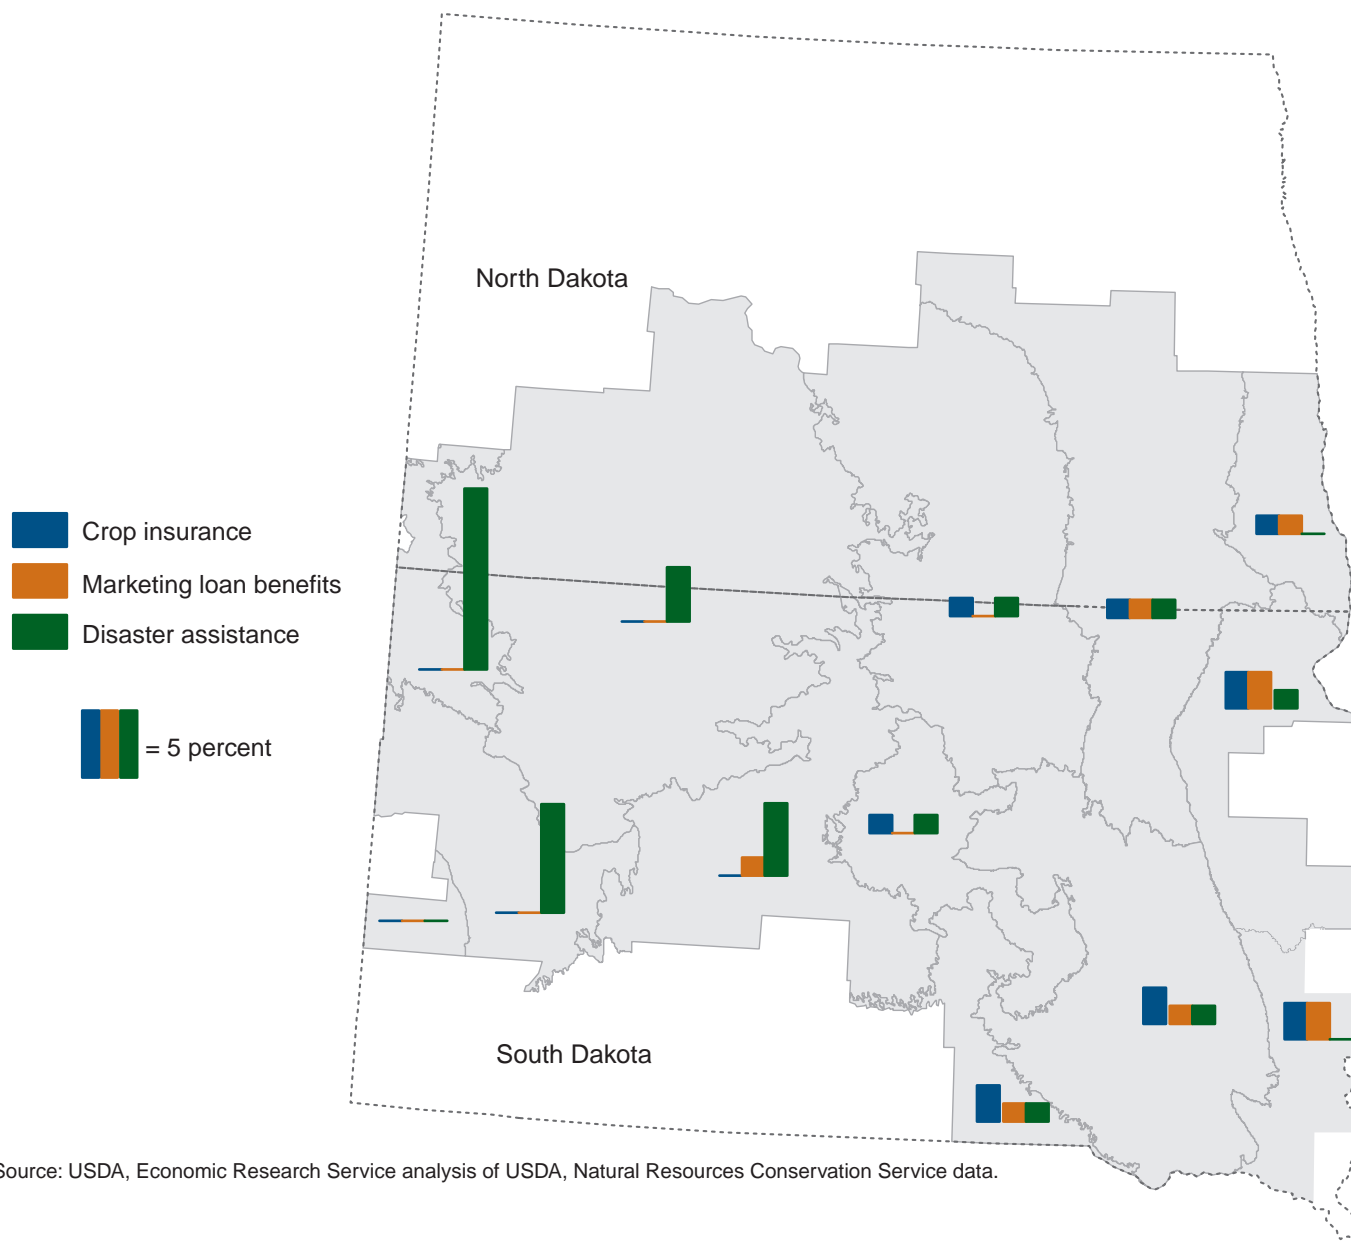 North Dakota
Crop insurance
Marketing loan benefits
Disaster assistance
= 5 percent
South Dakota
Source: USDA, Economic Research Service analysis of USDA, Natural Resources Conservation Service data.